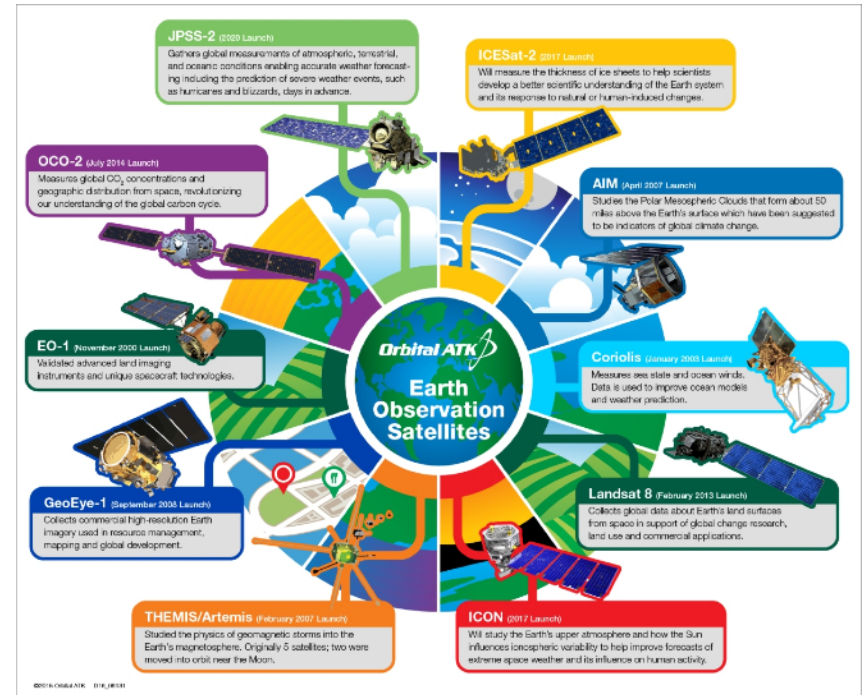 JPSS-2 (2020 Launch)
Gathers global measurements of atmospheric, terrestrial,
and oceanic conditions enabling accurate weather forecast-
ing including the prediction of severe weather events, such
as hurricanes and blizzards, days in advance.
ICESat-2 (2017 Launch)
Will measure the thickness of ice sheets to help scientists
develop a better scientific understanding of the Earth system
and its response to natural or human-induced changes.
OCO-2 (July 2014 Launch)
Measures global CO₂ concentrations and
geographic distribution from space, revolutionizing
our understanding of the global carbon cycle.
AIM (April 2007 Launch)
Studies the Polar Mesospheric Clouds that form about 50
miles above the Earth's surface which have been suggested
to be indicators of global climate change.
EO-1 (November 2000 Launch)
Validated advanced land imaging
instruments and unique spacecraft technologies.
Orbital ATK
Earth
Observation
Satellites
Coriolis (January 2003 Launch)
Measures sea state and ocean winds.
Data is used to improve ocean models
and weather prediction.
GeoEye-1 (September 2008 Launch)
Collects commercial high-resolution Earth
imagery used in resource management,
mapping and global development.
Landsat 8 (February 2013 Launch)
Collects global data about Earth's land surfaces
from space in support of global change research,
land use and commercial applications.
THEMIS/Artemis (February 2007 Launch)
Studied the physics of geomagnetic storms into the
Earth's magnetosphere. Originally 5 satellites; two were
moved into orbit near the Moon.
ICON (2017 Launch)
Will study the Earth's upper atmosphere and how the Sun
influences ionospheric variability to help improve forecasts of
extreme space weather and its influence on human activity.
Orbital ATK